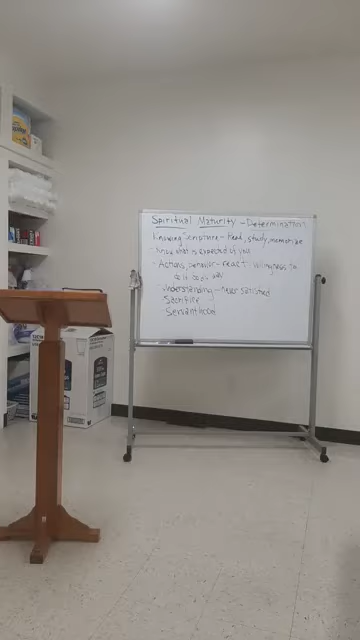 Spiritual Maturity - Determination
Knowing Scripture - Read, study, memorize
- Know what is expected of you
- Actions, behavior - react - Willingness to
do it God's way
- Understanding - Never satisfied
Sacrifice
- Servanthood